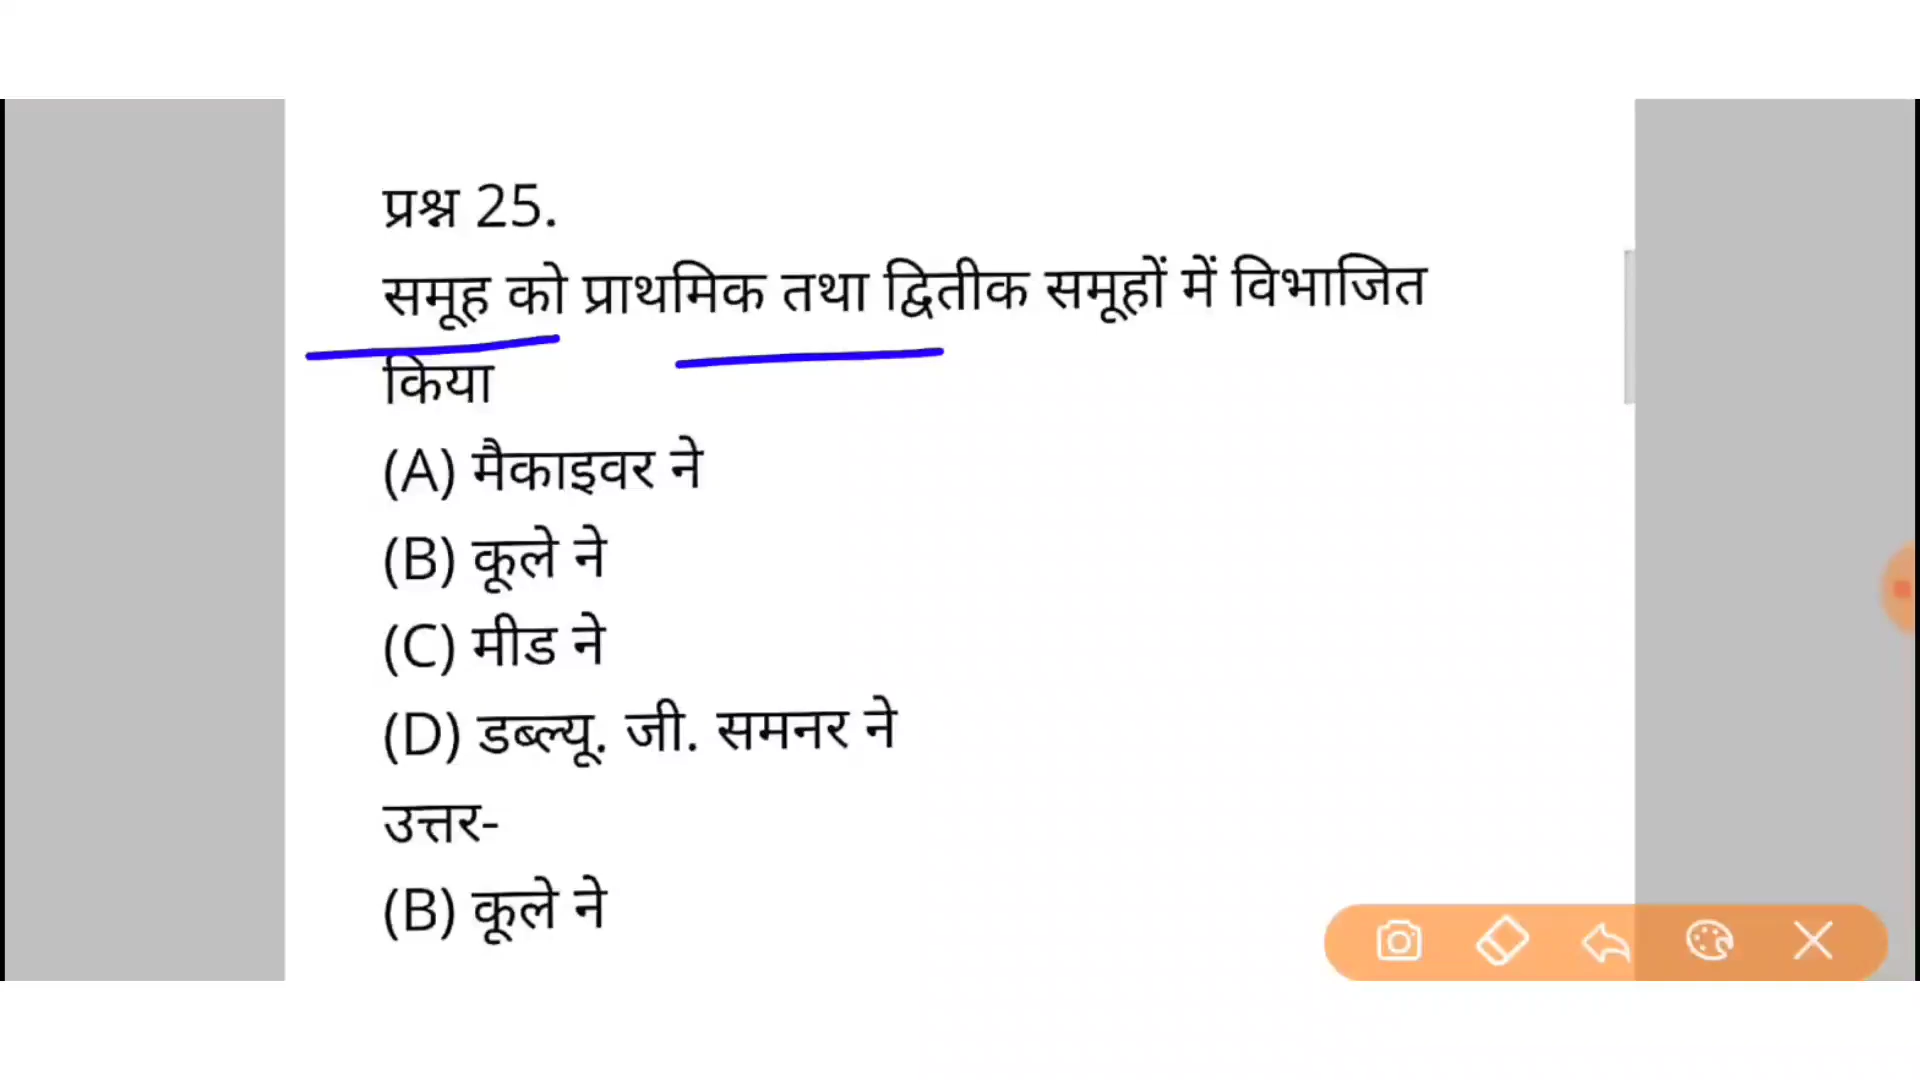 प्रश्न 25.
समूह को प्राथमिक तथा द्वितीक समूहों में विभाजित
किया
(A) मैकाइवर ने
(B) कूले ने
(C) मीड ने
(D) डब्ल्यू. जी. समनर ने
उत्तर-
(B) कूले ने